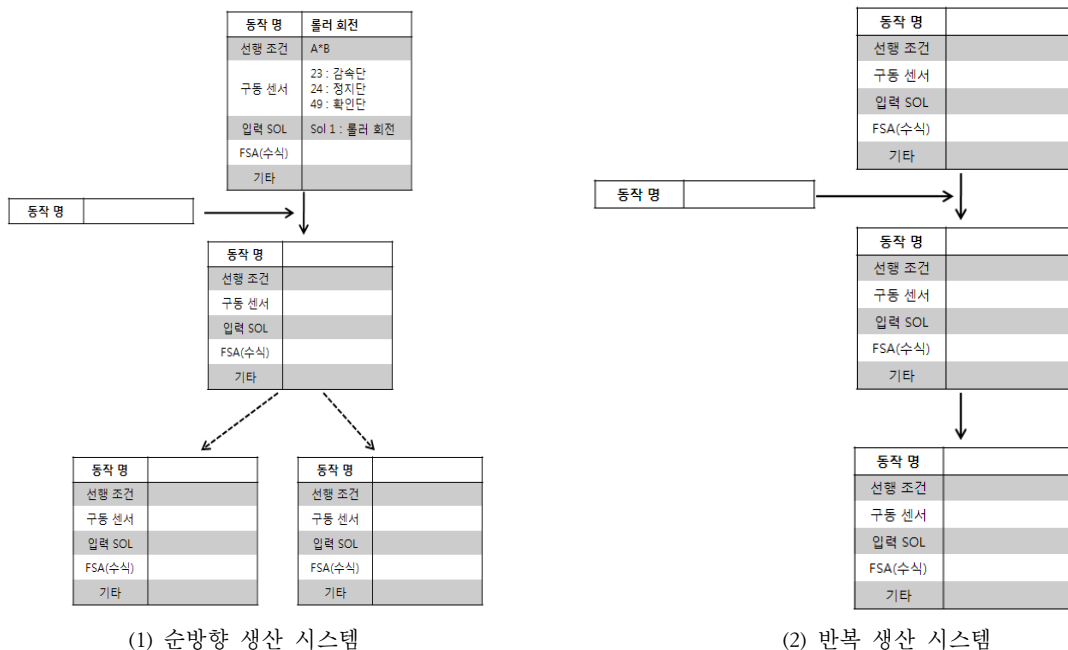 동작 명 롤러 회전
선행 조건 A*B
구동 센서 23 : 감속단
24 : 정지단
49 : 확인단
입력 SOL Sol 1 : 롤러 회전
FSA(수식)
기타
동작 명
동작 명
선행 조건
구동 센서
입력 SOL
FSA(수식)
기타
동작 명
선행 조건
구동 센서
입력 SOL
FSA(수식)
기타
동작 명
선행 조건
구동 센서
입력 SOL
FSA(수식)
기타
(1) 순방향 생산 시스템
동작 명
선행 조건
구동 센서
입력 SOL
FSA(수식)
기타
동작 명
동작 명
선행 조건
구동 센서
입력 SOL
FSA(수식)
기타
동작 명
선행 조건
구동 센서
입력 SOL
FSA(수식)
기타
(2) 반복 생산 시스템